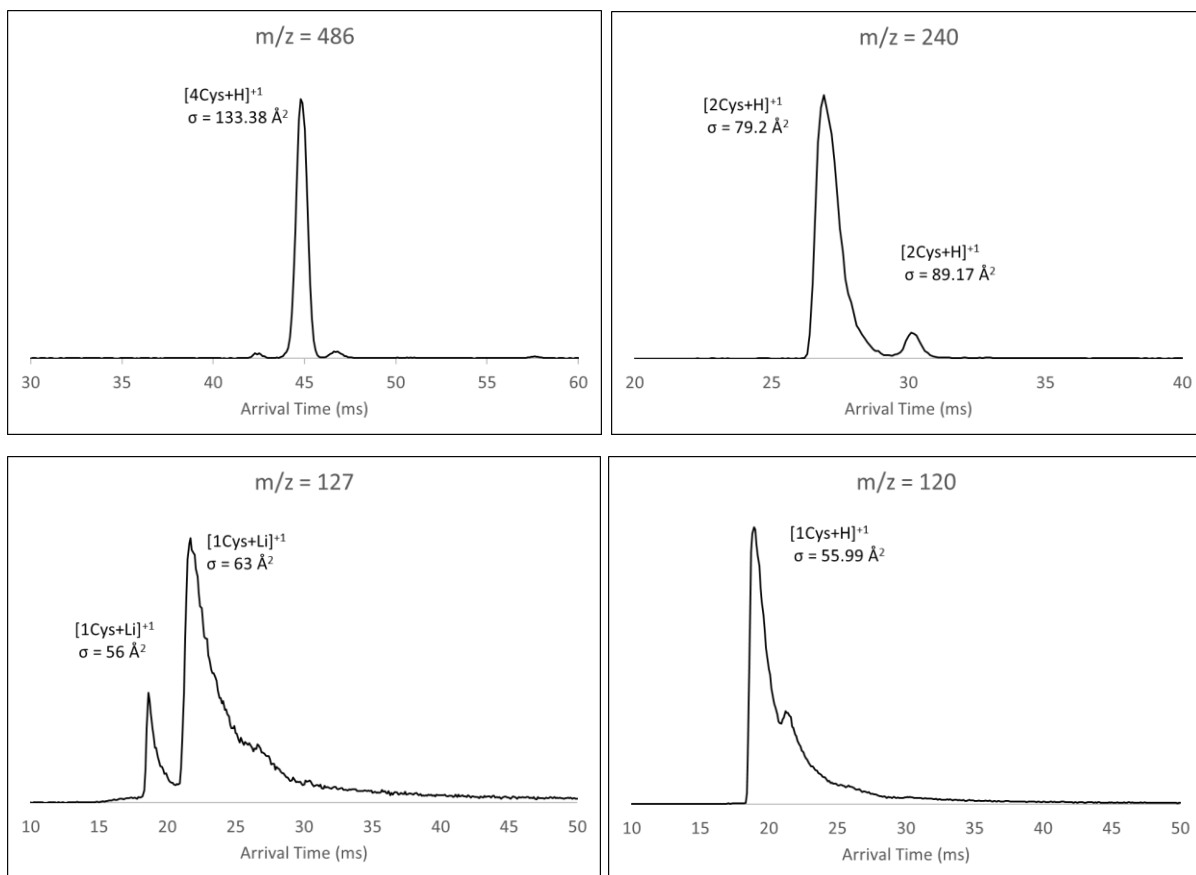 m/z = 486
[4Cys+H]⁺¹
σ = 133.38 Å²
30 35 40 45 50 55 60
Arrival Time (ms)
m/z = 240
[2Cys+H]⁺¹
σ = 79.2 Å²
[2Cys+H]⁺¹
σ = 89.17 Å²
20 25 30 35 40
Arrival Time (ms)
m/z = 127
[1Cys+Li]⁺¹
σ = 63 Å²
[1Cys+Li]⁺¹
σ = 56 Å²
10 15 20 25 30 35 40 45 50
Arrival Time (ms)
m/z = 120
[1Cys+H]⁺¹
σ = 55.99 Å²
10 15 20 25 30 35 40 45 50
Arrival Time (ms)